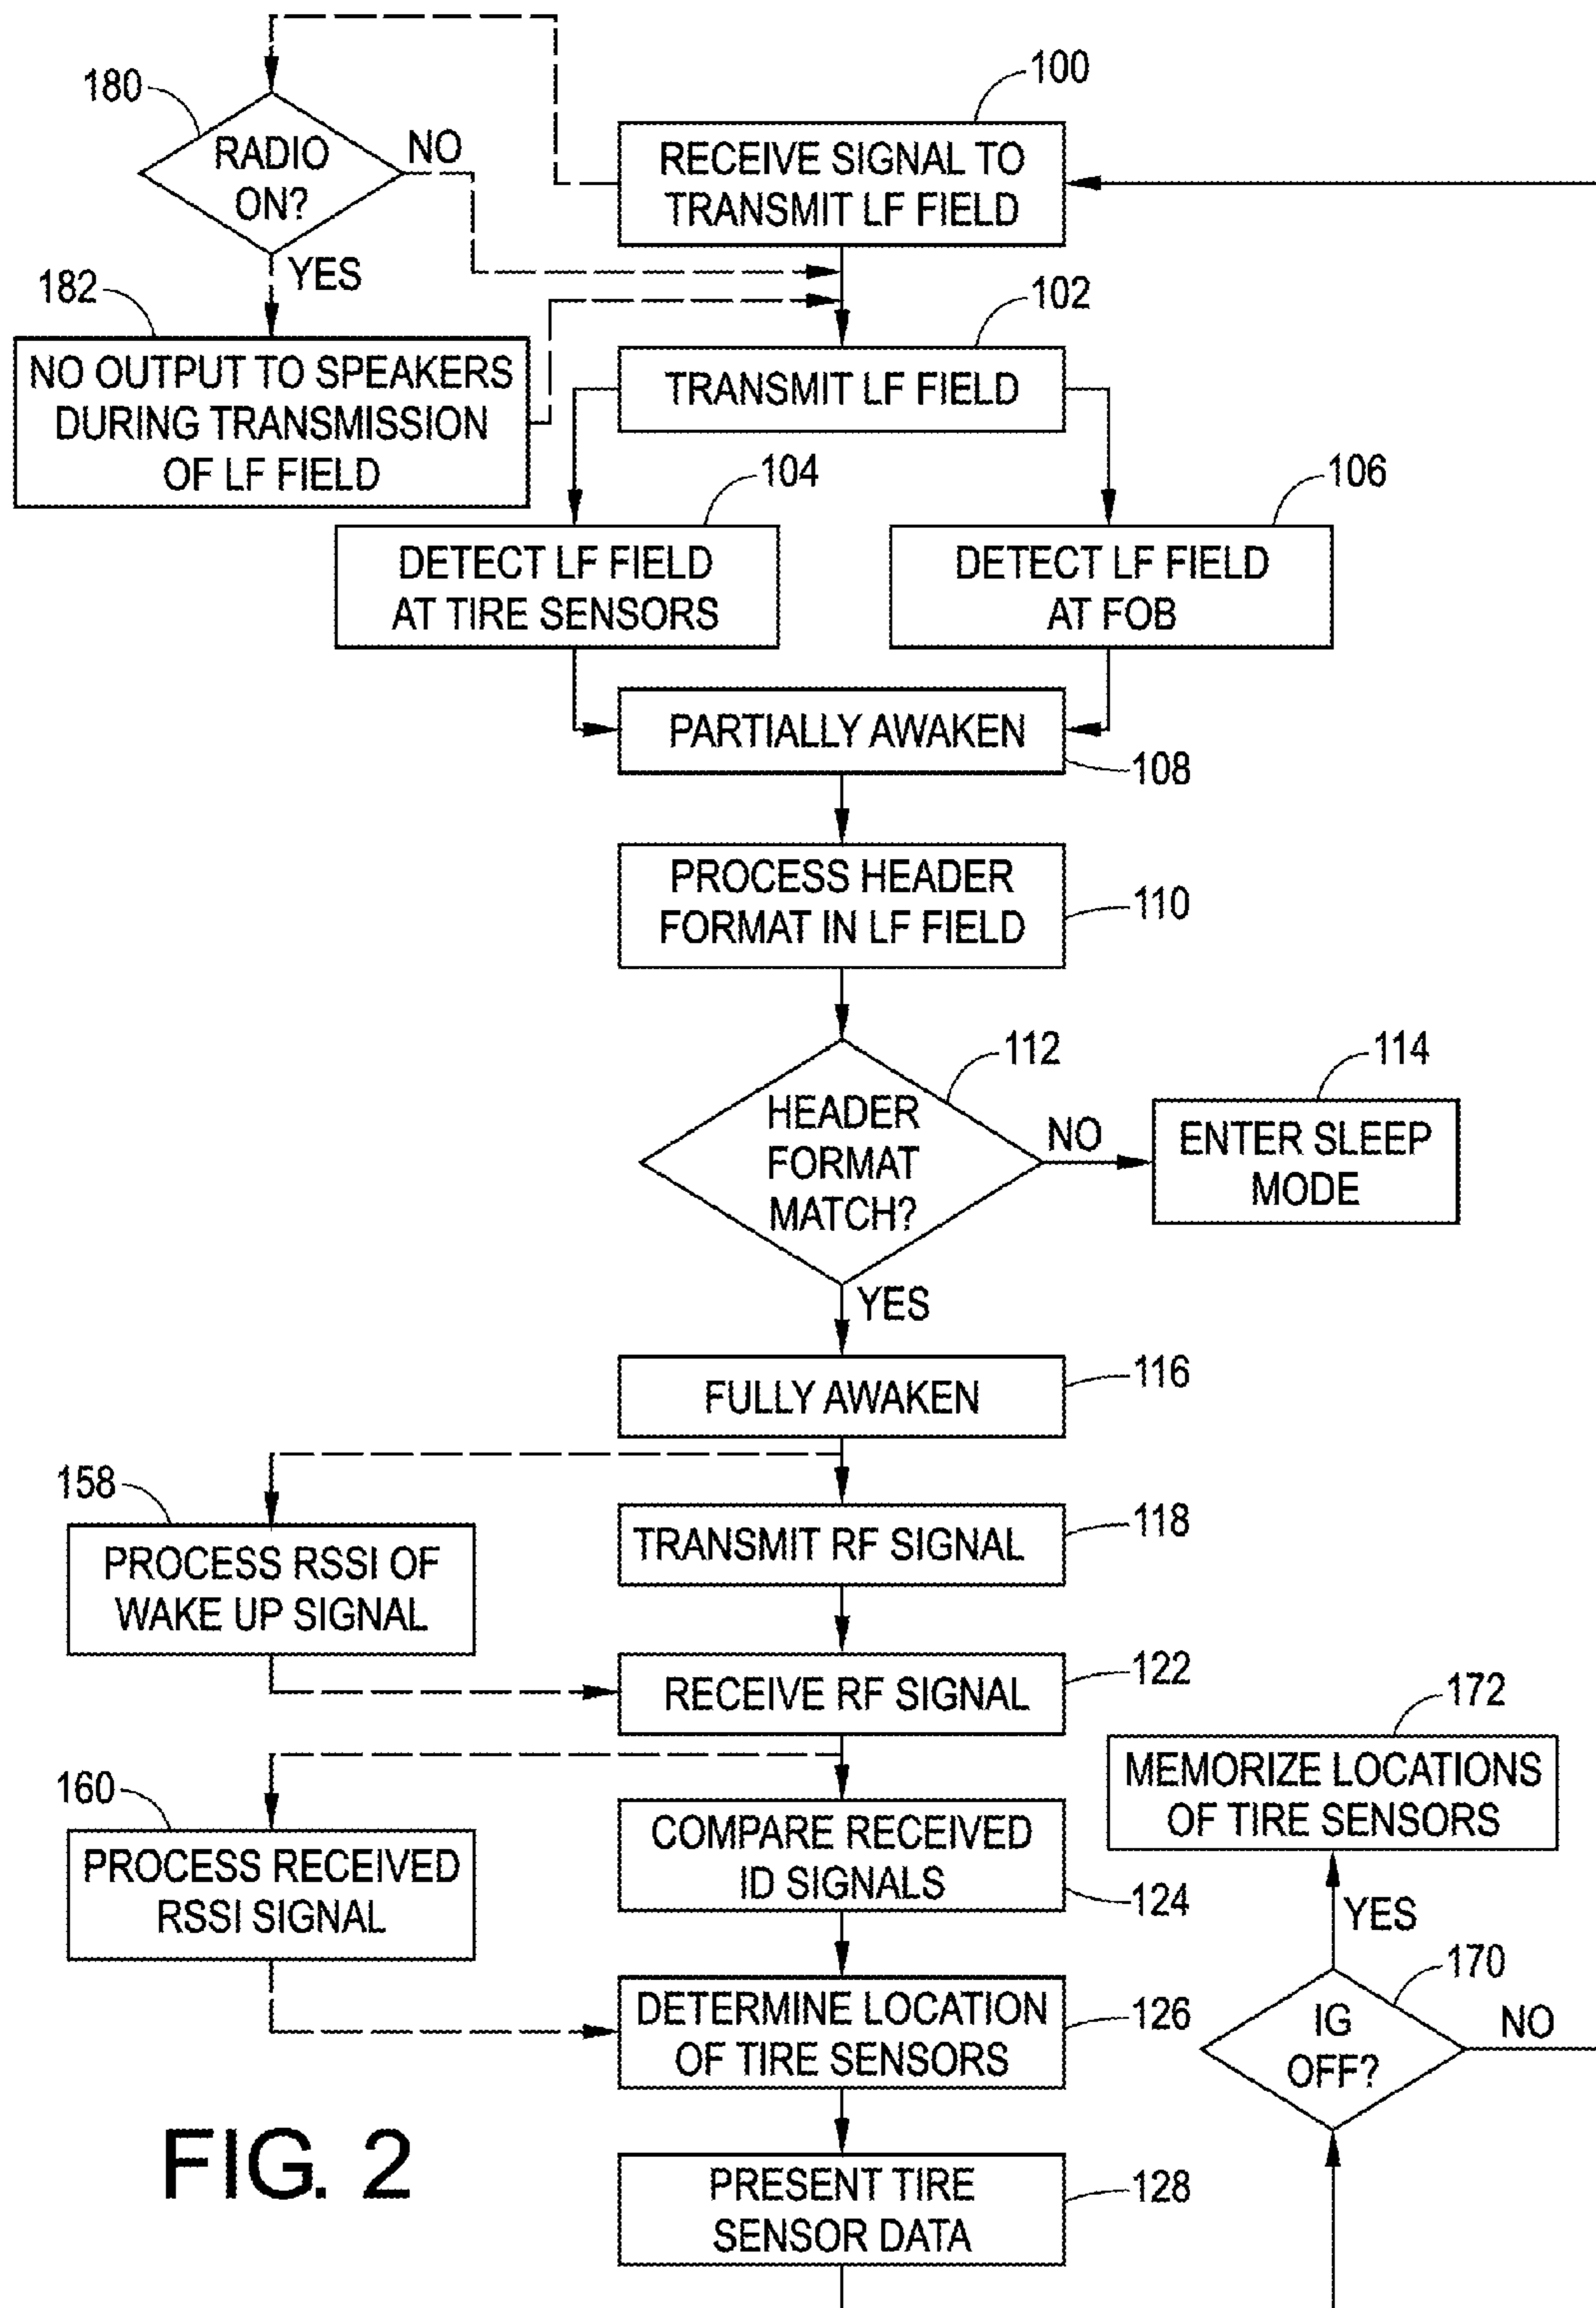 100
180
RADIO
ON?
NO
YES
RECEIVE SIGNAL TO
TRANSMIT LF FIELD
182
NO OUTPUT TO SPEAKERS
DURING TRANSMISSION
OF LF FIELD
102
TRANSMIT LF FIELD
104
DETECT LF FIELD
AT TIRE SENSORS
106
DETECT LF FIELD
AT FOB
PARTIALLY AWAKEN
108
PROCESS HEADER
FORMAT IN LF FIELD
110
112
HEADER
FORMAT
MATCH?
NO
114
ENTER SLEEP
MODE
YES
FULLY AWAKEN
116
158
PROCESS RSSI OF
WAKE UP SIGNAL
TRANSMIT RF SIGNAL
118
RECEIVE RF SIGNAL
122
160
PROCESS RECEIVED
RSSI SIGNAL
COMPARE RECEIVED
ID SIGNALS
124
172
MEMORIZE LOCATIONS
OF TIRE SENSORS
YES
170
IG
OFF?
NO
DETERMINE LOCATION
OF TIRE SENSORS
126
PRESENT TIRE
SENSOR DATA
128
FIG. 2